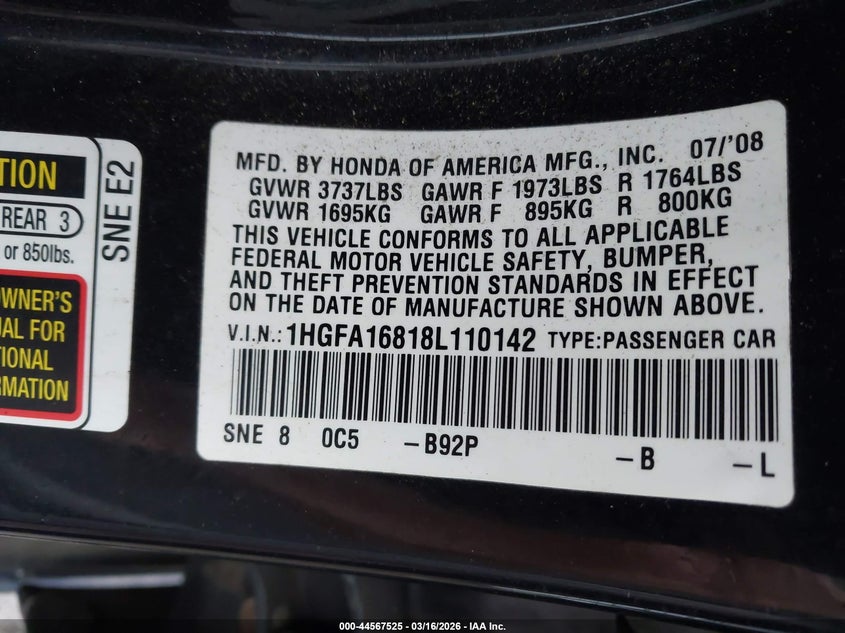 TION
REAR 3
or 850lbs.
OWNER'S
UAL FOR
TIONAL
RMATION
SNE E2
MFD. BY HONDA OF AMERICA MFG., INC. 07/'08
GVWR 3737LBS GAWR F 1973LBS R 1764LBS
GVWR 1695KG GAWR F 895KG R 800KG
THIS VEHICLE CONFORMS TO ALL APPLICABLE
FEDERAL MOTOR VEHICLE SAFETY, BUMPER,
AND THEFT PREVENTION STANDARDS IN EFFECT
ON THE DATE OF MANUFACTURE SHOWN ABOVE.
V.I.N.: 1HGFA16818L110142 TYPE:PASSENGER CAR
SNE 8 0C5 -B92P -B -L
000-44567525 - 03/16/2026 - IAA Inc.